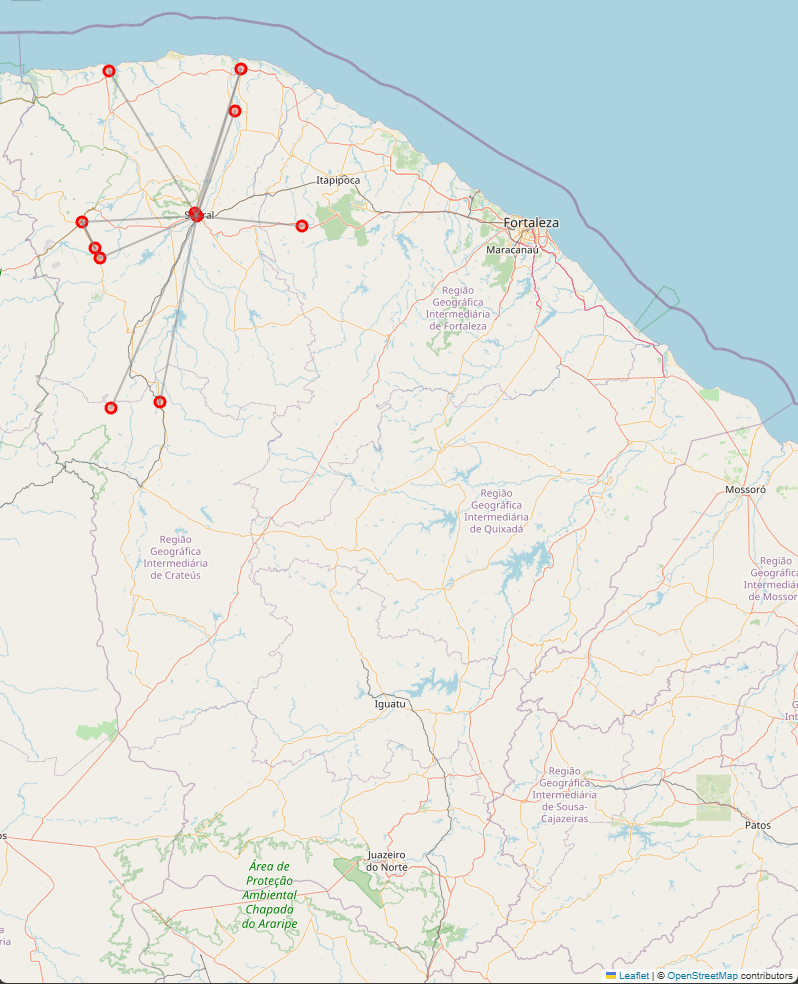 Itapipoca
Sobral
Fortaleza
Maracanaú
Região
Geográfica
Intermediária
de Fortaleza
Mossoró
Região
Geográfica
Intermediária
de Quixadá
Região
Geográfica
Intermediária
de Crateús
Região
Geográfica
Intermediár
de Mossor
Iguatu
Região
Geográfica
Intermediária
de Sousa-
Cajazeiras
Patos
Juazeiro
do Norte
Área de
Proteção
Ambiental
Chapada
do Araripe
Leaflet | © OpenStreetMap contributors